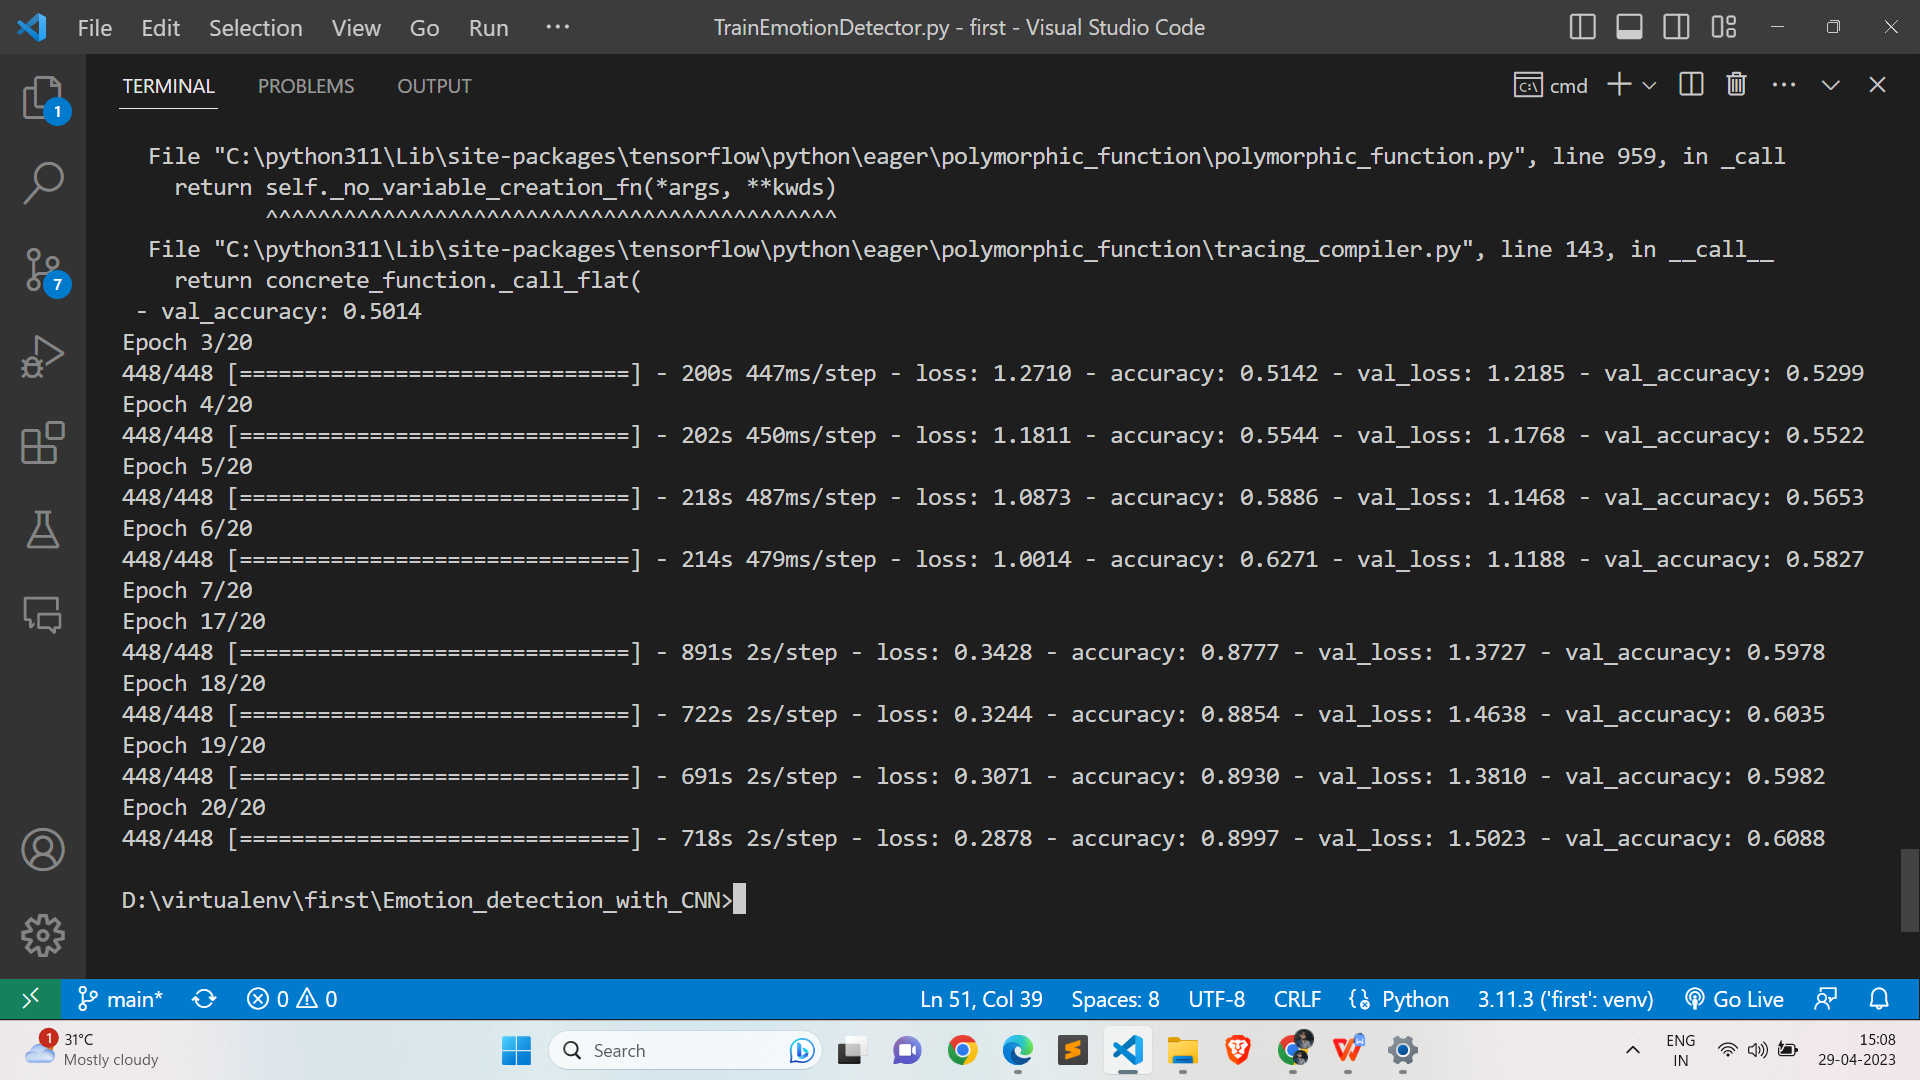 File Edit Selection View Go Run ··· TrainEmotionDetector.py - first - Visual Studio Code
TERMINAL PROBLEMS OUTPUT cmd
1
7
File "C:\python311\Lib\site-packages\tensorflow\python\eager\polymorphic_function\polymorphic_function.py", line 959, in _call
return self._no_variable_creation_fn(*args, **kwds)
^^^^^^^^^^^^^^^^^^^^^^^^^^^^^^^^^^^^^^^^^^^^
File "C:\python311\Lib\site-packages\tensorflow\python\eager\polymorphic_function\tracing_compiler.py", line 143, in __call__
return concrete_function._call_flat(
- val_accuracy: 0.5014
Epoch 3/20
448/448 [==============================] - 200s 447ms/step - loss: 1.2710 - accuracy: 0.5142 - val_loss: 1.2185 - val_accuracy: 0.5299
Epoch 4/20
448/448 [==============================] - 202s 450ms/step - loss: 1.1811 - accuracy: 0.5544 - val_loss: 1.1768 - val_accuracy: 0.5522
Epoch 5/20
448/448 [==============================] - 218s 487ms/step - loss: 1.0873 - accuracy: 0.5886 - val_loss: 1.1468 - val_accuracy: 0.5653
Epoch 6/20
448/448 [==============================] - 214s 479ms/step - loss: 1.0014 - accuracy: 0.6271 - val_loss: 1.1188 - val_accuracy: 0.5827
Epoch 7/20
Epoch 17/20
448/448 [==============================] - 891s 2s/step - loss: 0.3428 - accuracy: 0.8777 - val_loss: 1.3727 - val_accuracy: 0.5978
Epoch 18/20
448/448 [==============================] - 722s 2s/step - loss: 0.3244 - accuracy: 0.8854 - val_loss: 1.4638 - val_accuracy: 0.6035
Epoch 19/20
448/448 [==============================] - 691s 2s/step - loss: 0.3071 - accuracy: 0.8930 - val_loss: 1.3810 - val_accuracy: 0.5982
Epoch 20/20
448/448 [==============================] - 718s 2s/step - loss: 0.2878 - accuracy: 0.8997 - val_loss: 1.5023 - val_accuracy: 0.6088
D:\virtualenv\first\Emotion_detection_with_CNN>
main* 0 0 Ln 51, Col 39 Spaces: 8 UTF-8 CRLF Python 3.11.3 ('first': venv) Go Live
1 31°C
Mostly cloudy
Search
ENG
IN
15:08
29-04-2023